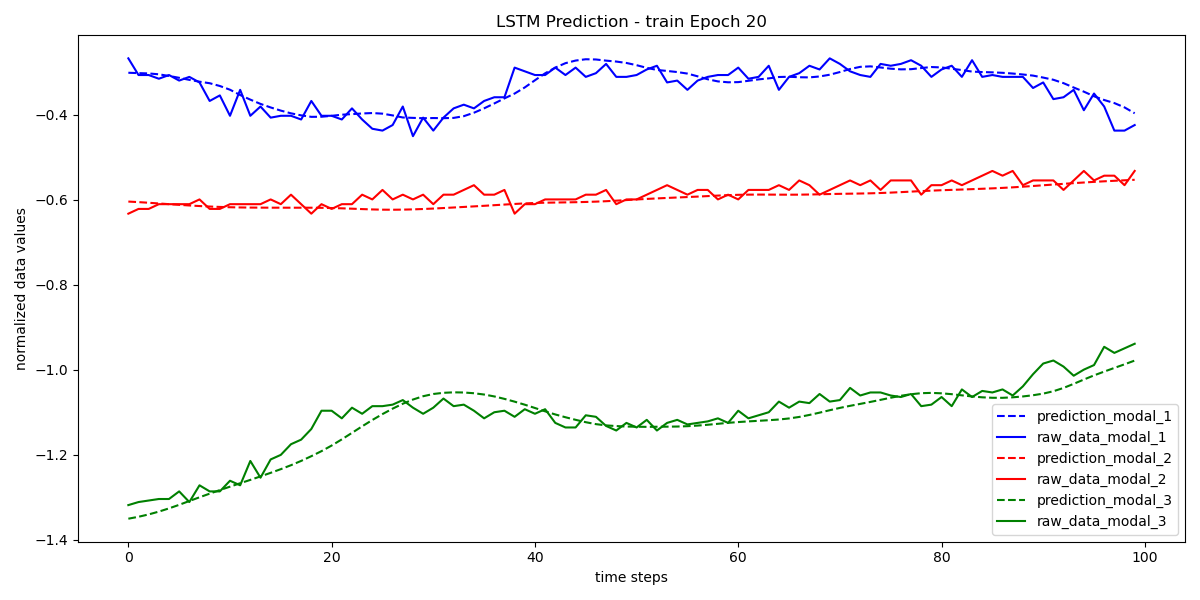 LSTM Prediction - train Epoch 20
normalized data values
−0.4
−0.6
−0.8
−1.0
−1.2
−1.4
0
20
40
60
80
100
time steps
prediction_modal_1
raw_data_modal_1
prediction_modal_2
raw_data_modal_2
prediction_modal_3
raw_data_modal_3